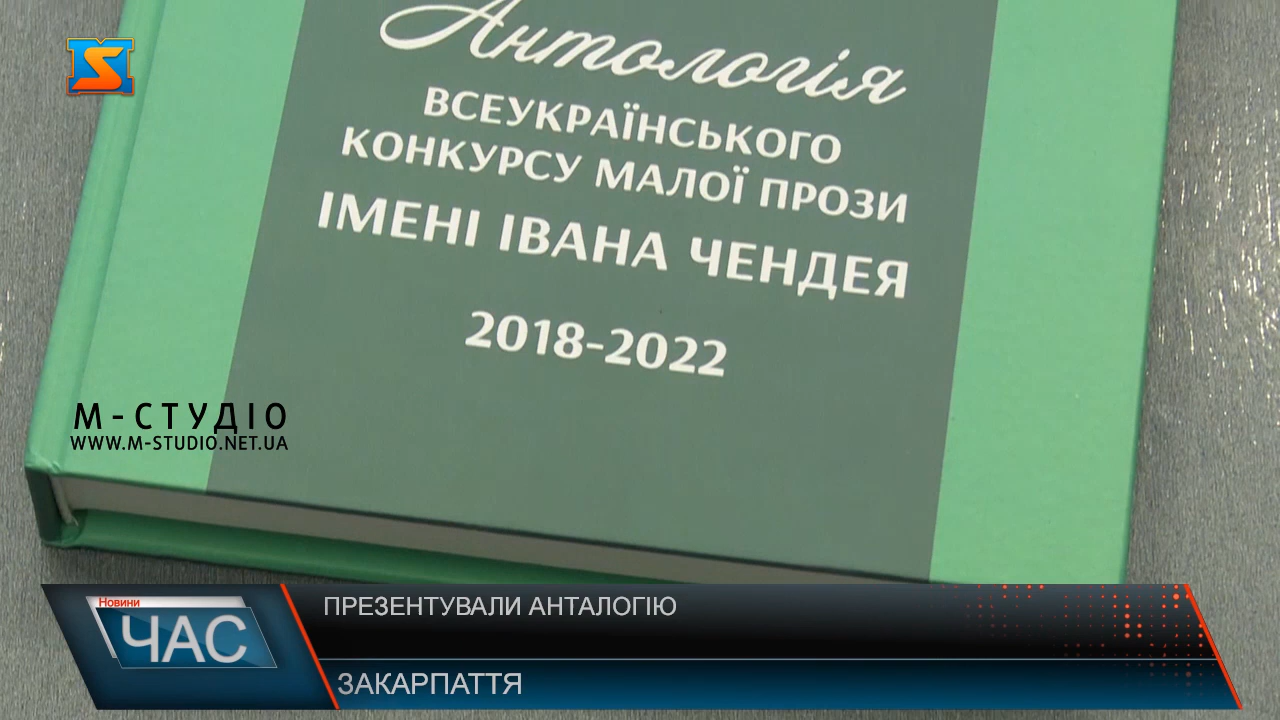 Антологія
ВСЕУКРАЇНСЬКОГО
КОНКУРСУ МАЛОЇ ПРОЗИ
ІМЕНІ ІВАНА ЧЕНДЕЯ
2018-2022
М-СТУДІО
WWW.M-STUDIO.NET.UA
Новини
ЧАС
ПРЕЗЕНТУВАЛИ АНТАЛОГІЮ
ЗАКАРПАТТЯ